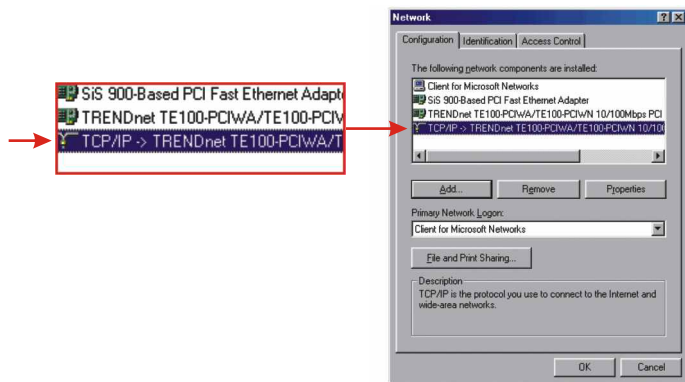 SiS 900-Based PCI Fast Ethernet Adapt
TRENDnet TE100-PCIWA/TE100-PCIV
TCP/IP -> TRENDnet TE100-PCIWA/T
Network
Configuration Identification Access Control
The following network components are installed:
Client for Microsoft Networks
SiS 900-Based PCI Fast Ethernet Adapter
TRENDnet TE100-PCIWA/TE100-PCIWN 10/100Mbps PCI
TCP/IP -> TRENDnet TE100-PCIWA/TE100-PCIWN 10/100
Add... Remove Properties
Primary Network Logon:
Client for Microsoft Networks
File and Print Sharing...
Description
TCP/IP is the protocol you use to connect to the Internet and
wide-area networks.
OK Cancel